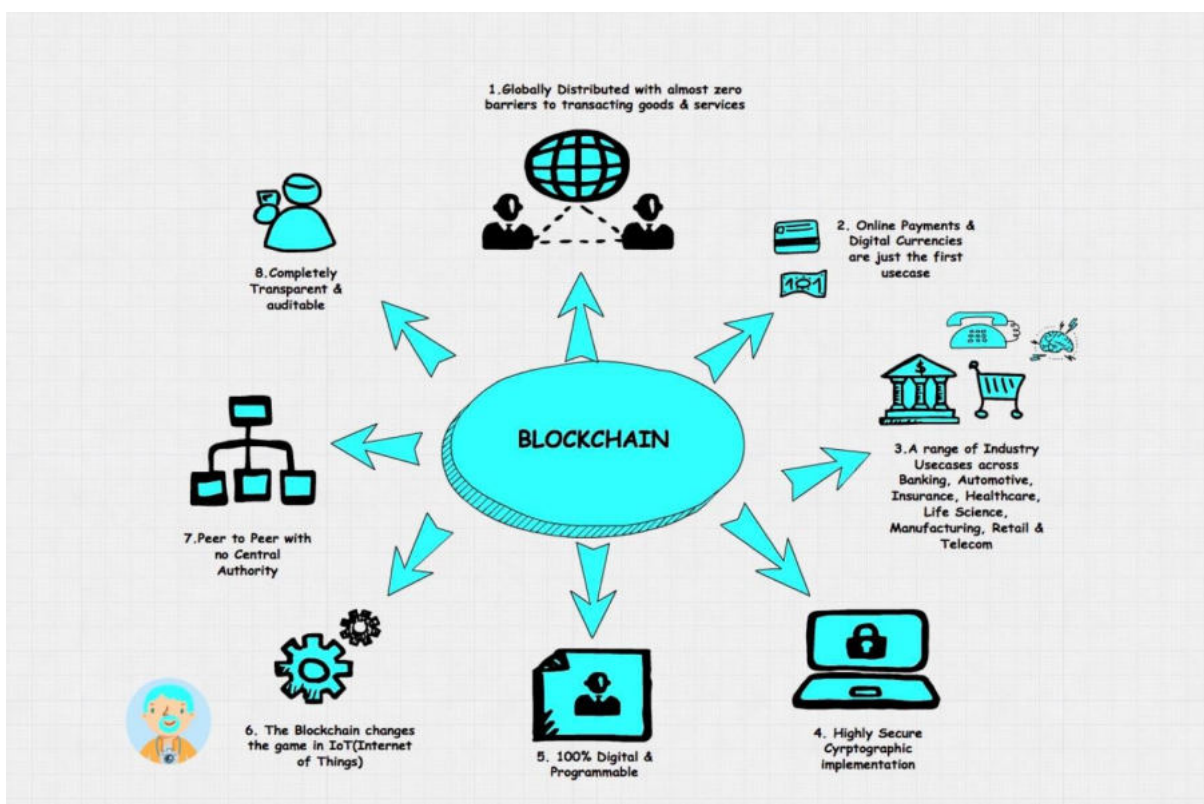 1.Globally Distributed with almost zero
barriers to transacting goods & services
2. Online Payments &
Digital Currencies
are just the first
usecase
101
$
3.A range of Industry
Usecases across
Banking, Automotive,
Insurance, Healthcare,
Life Science,
Manufacturing, Retail &
Telecom
4. Highly Secure
Cyrptographic
implementation
5. 100% Digital &
Programmable
6. The Blockchain changes
the game in IoT(Internet
of Things)
7.Peer to Peer with
no Central
Authority
8.Completely
Transparent &
auditable
BLOCKCHAIN